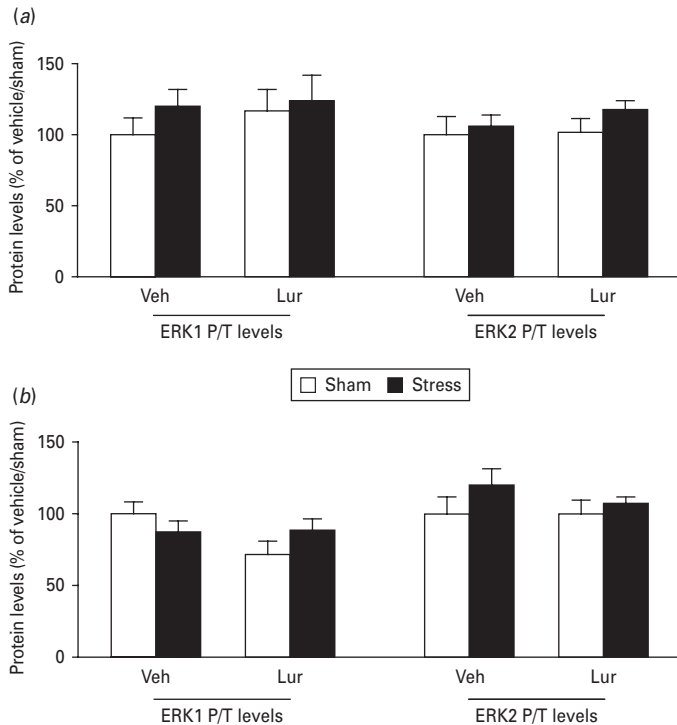 (a)
Protein levels (% of vehicle/sham)
150
100
50
0
Veh Lur Veh Lur
ERK1 P/T levels ERK2 P/T levels
Sham Stress
(b)
Protein levels (% of vehicle/sham)
150
100
50
0
Veh Lur Veh Lur
ERK1 P/T levels ERK2 P/T levels